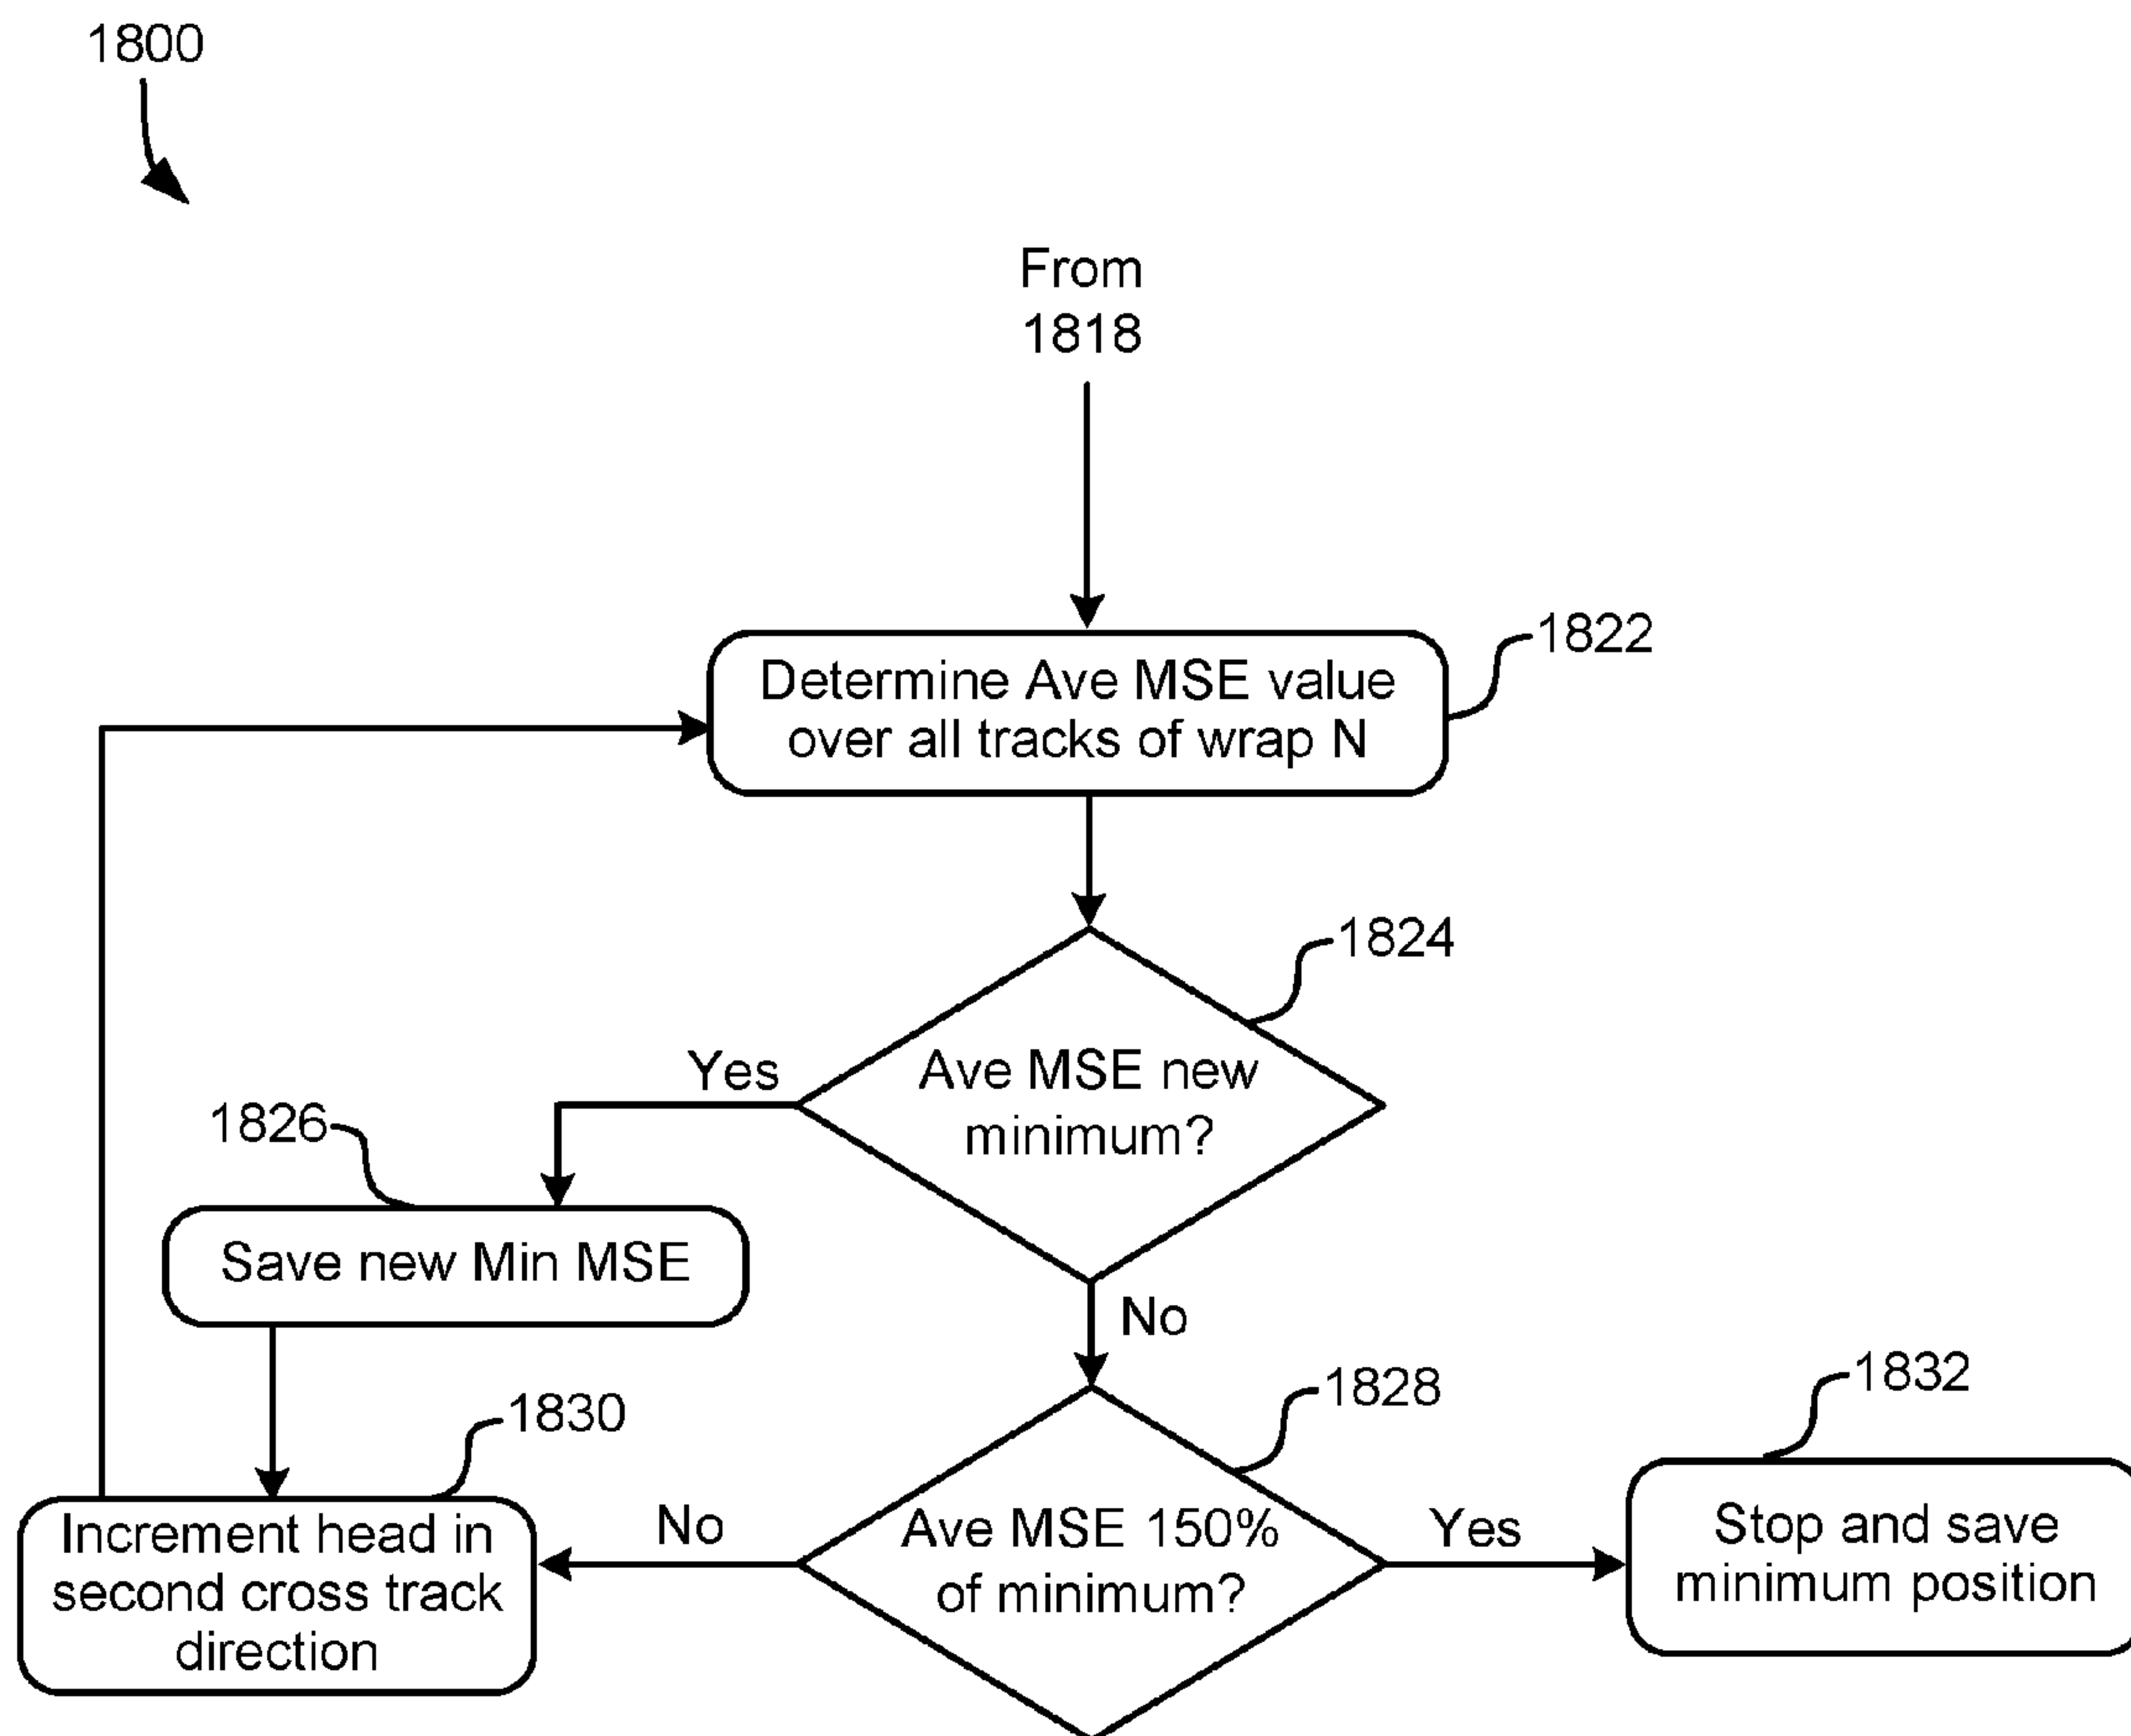 1800
From
1818
1822
Determine Ave MSE value
over all tracks of wrap N
1824
Ave MSE new
minimum?
Yes
1826
Save new Min MSE
No
1828
1832
1830
Increment head in
second cross track
direction
No
Ave MSE 150%
of minimum?
Yes
Stop and save
minimum position